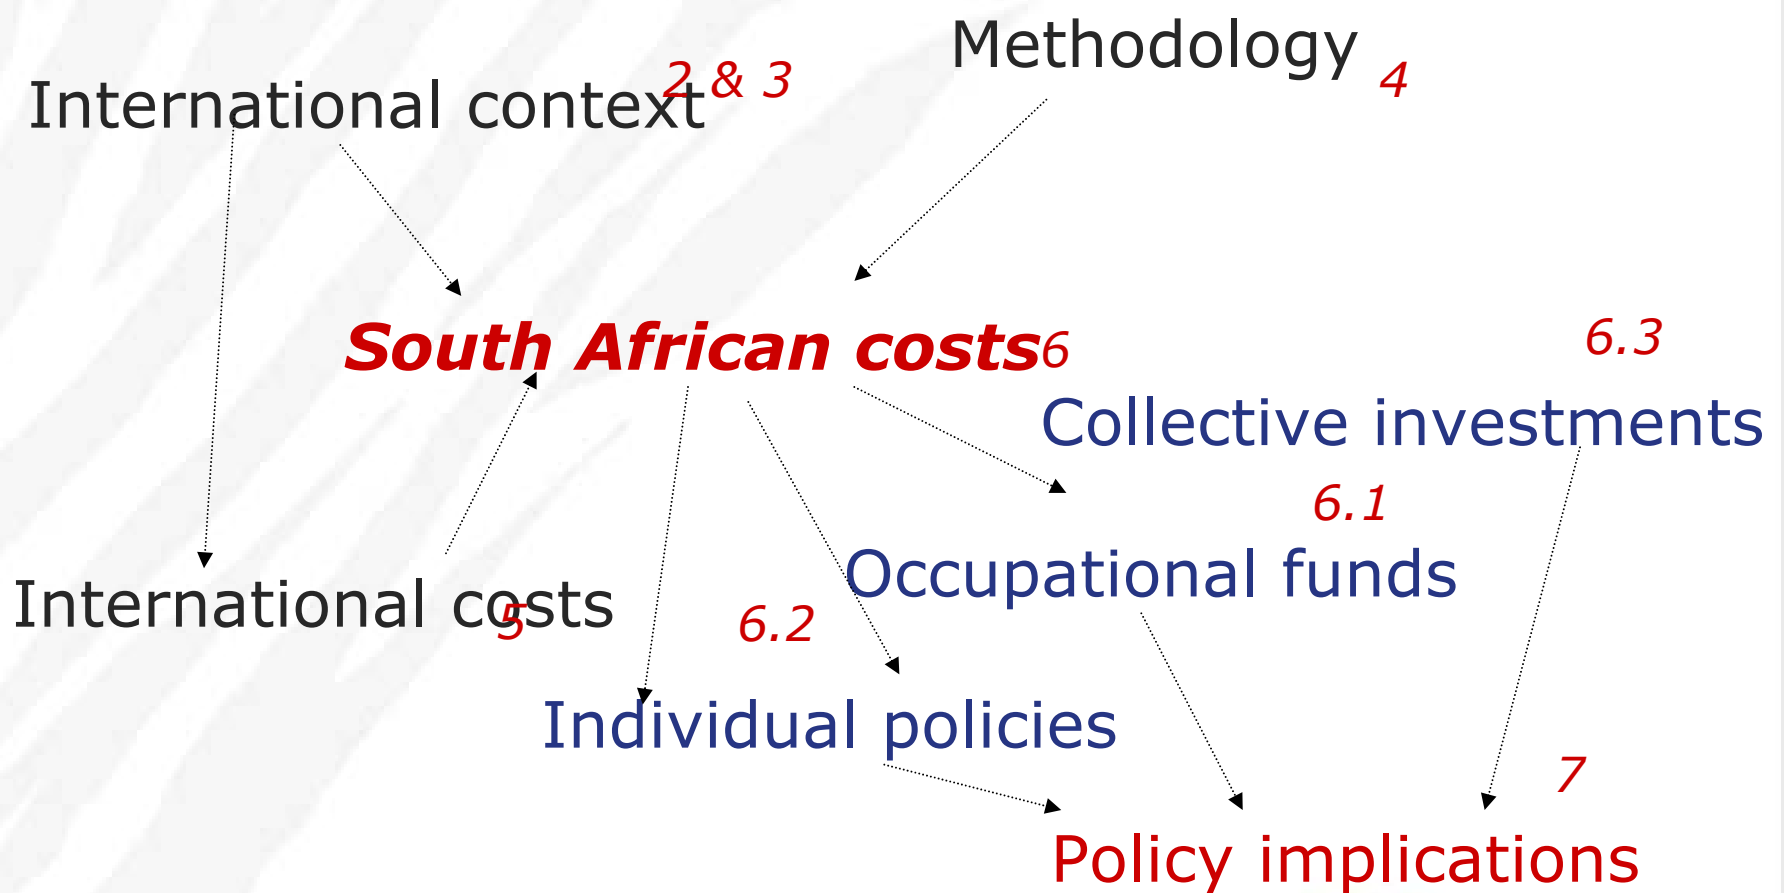 Methodology 4
International context 2 & 3
South African costs 6
6.3
Collective investments
6.1
Occupational funds
International costs 5
6.2
Individual policies
7
Policy implications